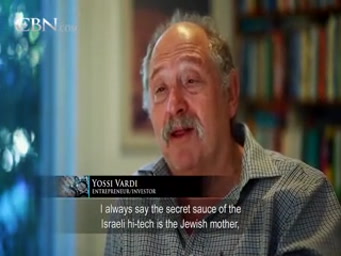 CBN.com
Yossi Vardi
ENTREPRENEUR/INVESTOR
I always say the secret sauce of the
Israeli hi-tech is the Jewish mother,